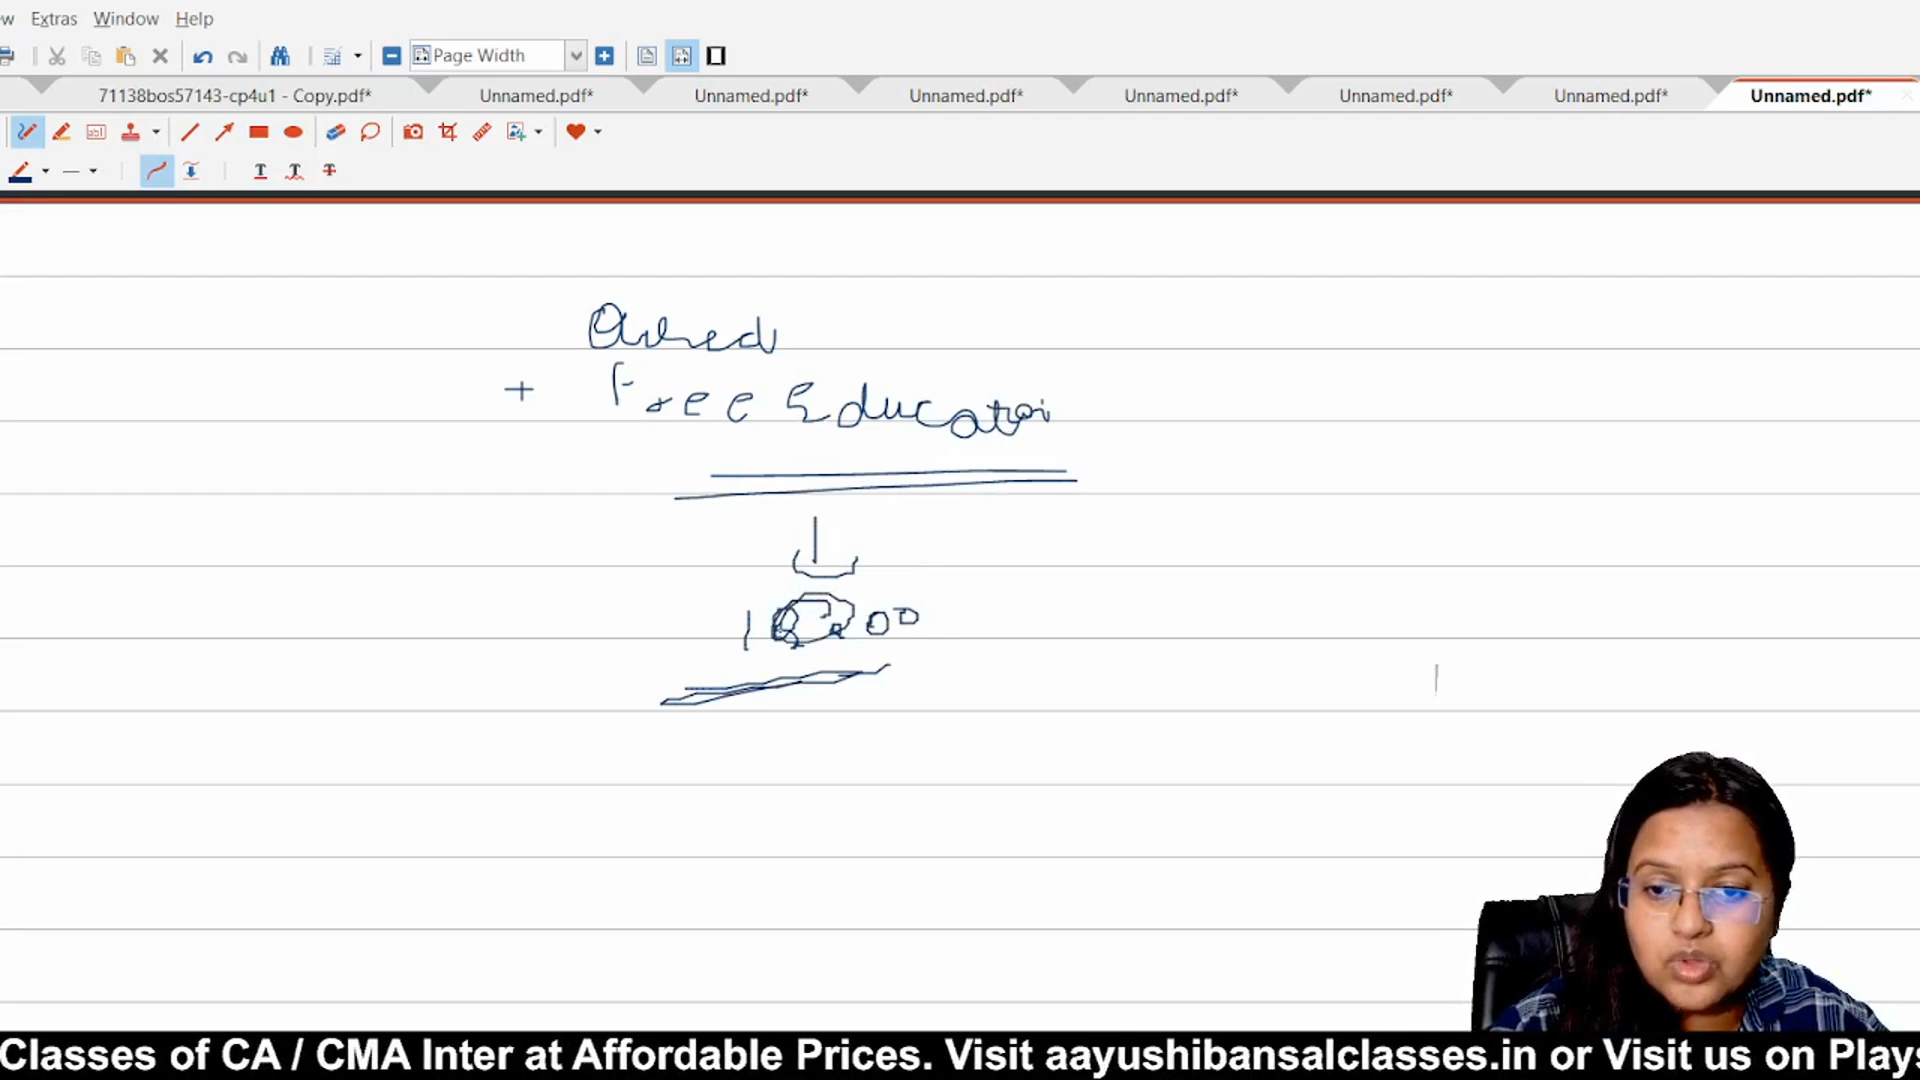 Extras Window Help
Page Width
71138bos57143-cp4u1 - Copy.pdf* Unnamed.pdf* Unnamed.pdf* Unnamed.pdf* Unnamed.pdf* Unnamed.pdf* Unnamed.pdf* Unnamed.pdf*
+ Free Education
Classes of CA / CMA Inter at Affordable Prices. Visit aayushibansalclasses.in or Visit us on Plays